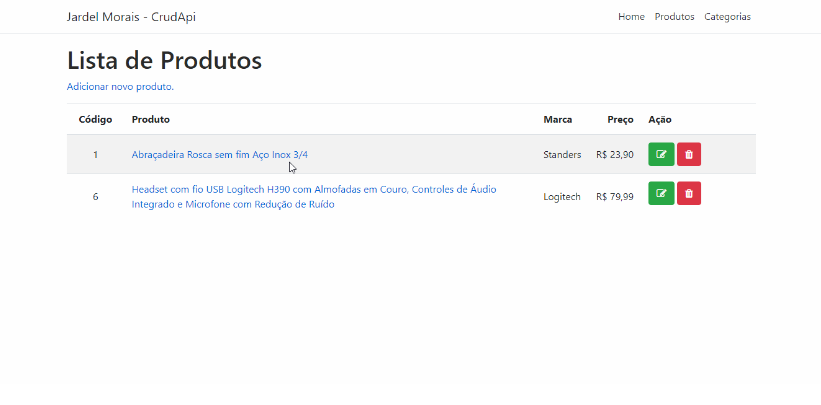 Jardel Morais - CrudApi
Home Produtos Categorias
Lista de Produtos
Adicionar novo produto.
Código Produto Marca Preço Ação
1 Abraçadeira Rosca sem fim Aço Inox 3/4 Standers R$ 23,90
6 Headset com fio USB Logitech H390 com Almofadas em Couro, Controles de Áudio
Integrado e Microfone com Redução de Ruído Logitech R$ 79,99